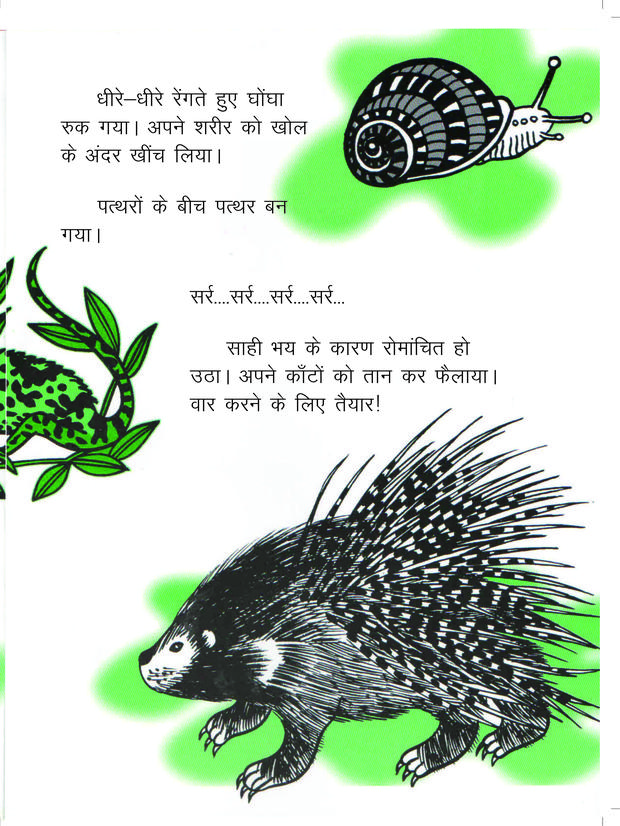 धीरे–धीरे रेंगते हुए घोंघा
रुक गया। अपने शरीर को खोल
के अंदर खींच लिया।
पत्थरों के बीच पत्थर बन
गया।
सर्र....सर्र....सर्र....सर्र...
साही भय के कारण रोमांचित हो
उठा। अपने काँटों को तान कर फैलाया।
वार करने के लिए तैयार!